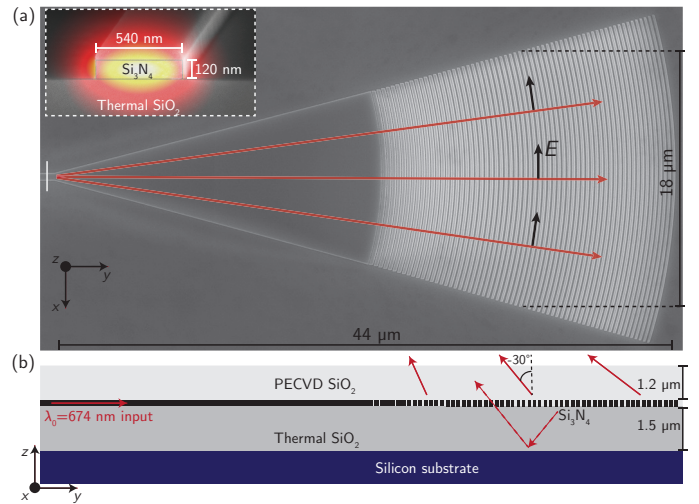 (a)
540 nm
Si₃N₄
120 nm
Thermal SiO₂
E
18 µm
z
y
x
44 µm
(b)
-30°
PECVD SiO₂
1.2 µm
λ₀=674 nm input
Si₃N₄
1.5 µm
Thermal SiO₂
z
Silicon substrate
x
y